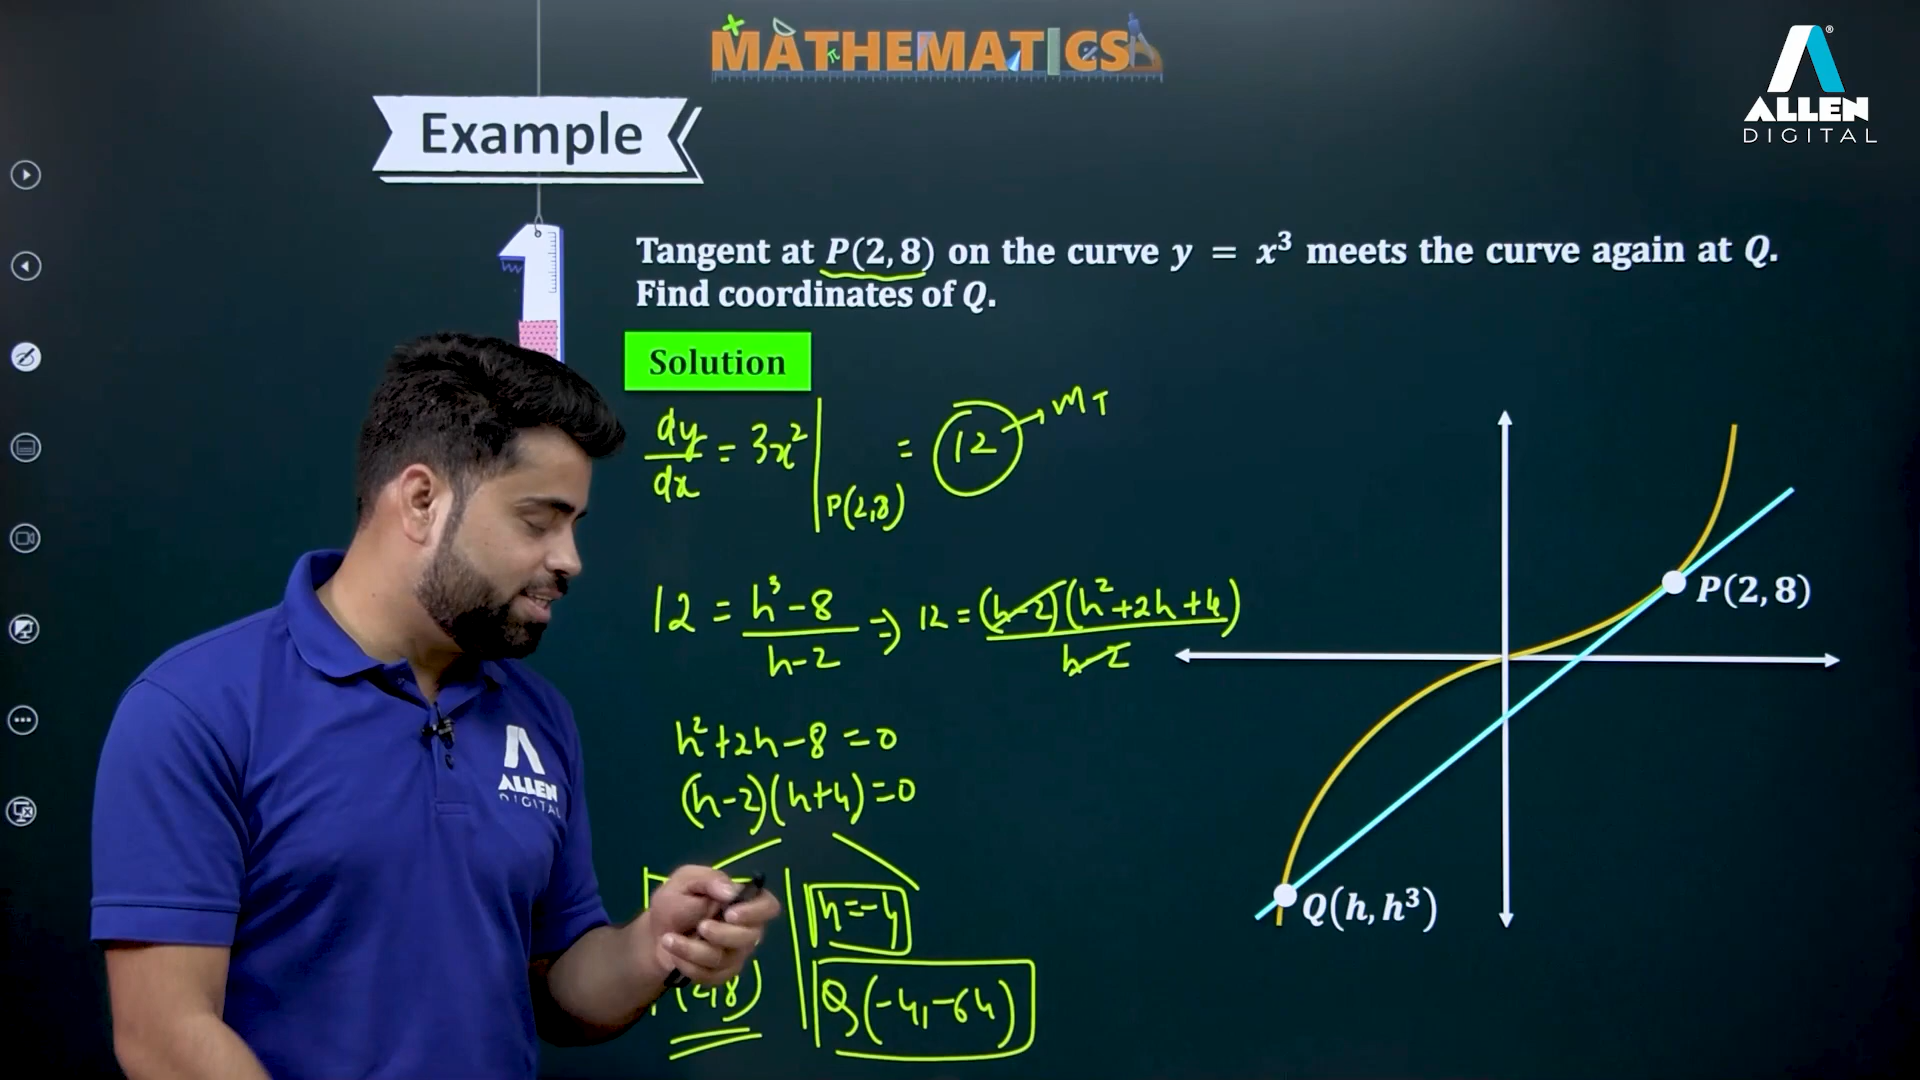 MATHEMATICS
ALLEN
DIGITAL
Example
1
Tangent at P(2, 8) on the curve y = x³ meets the curve again at Q.
Find coordinates of Q.
Solution
dy/dx = 3x² | P(2,8) = 12 → m_T
12 = (h³-8)/(h-2) ⇒ 12 = (h-2)(h²+2h+4)/(h-2)
h²+2h-8=0
(h-2)(h+4)=0
h=-4
Q(-4,-64)
P(2, 8)
Q(h, h³)
ALLEN
DIGITAL